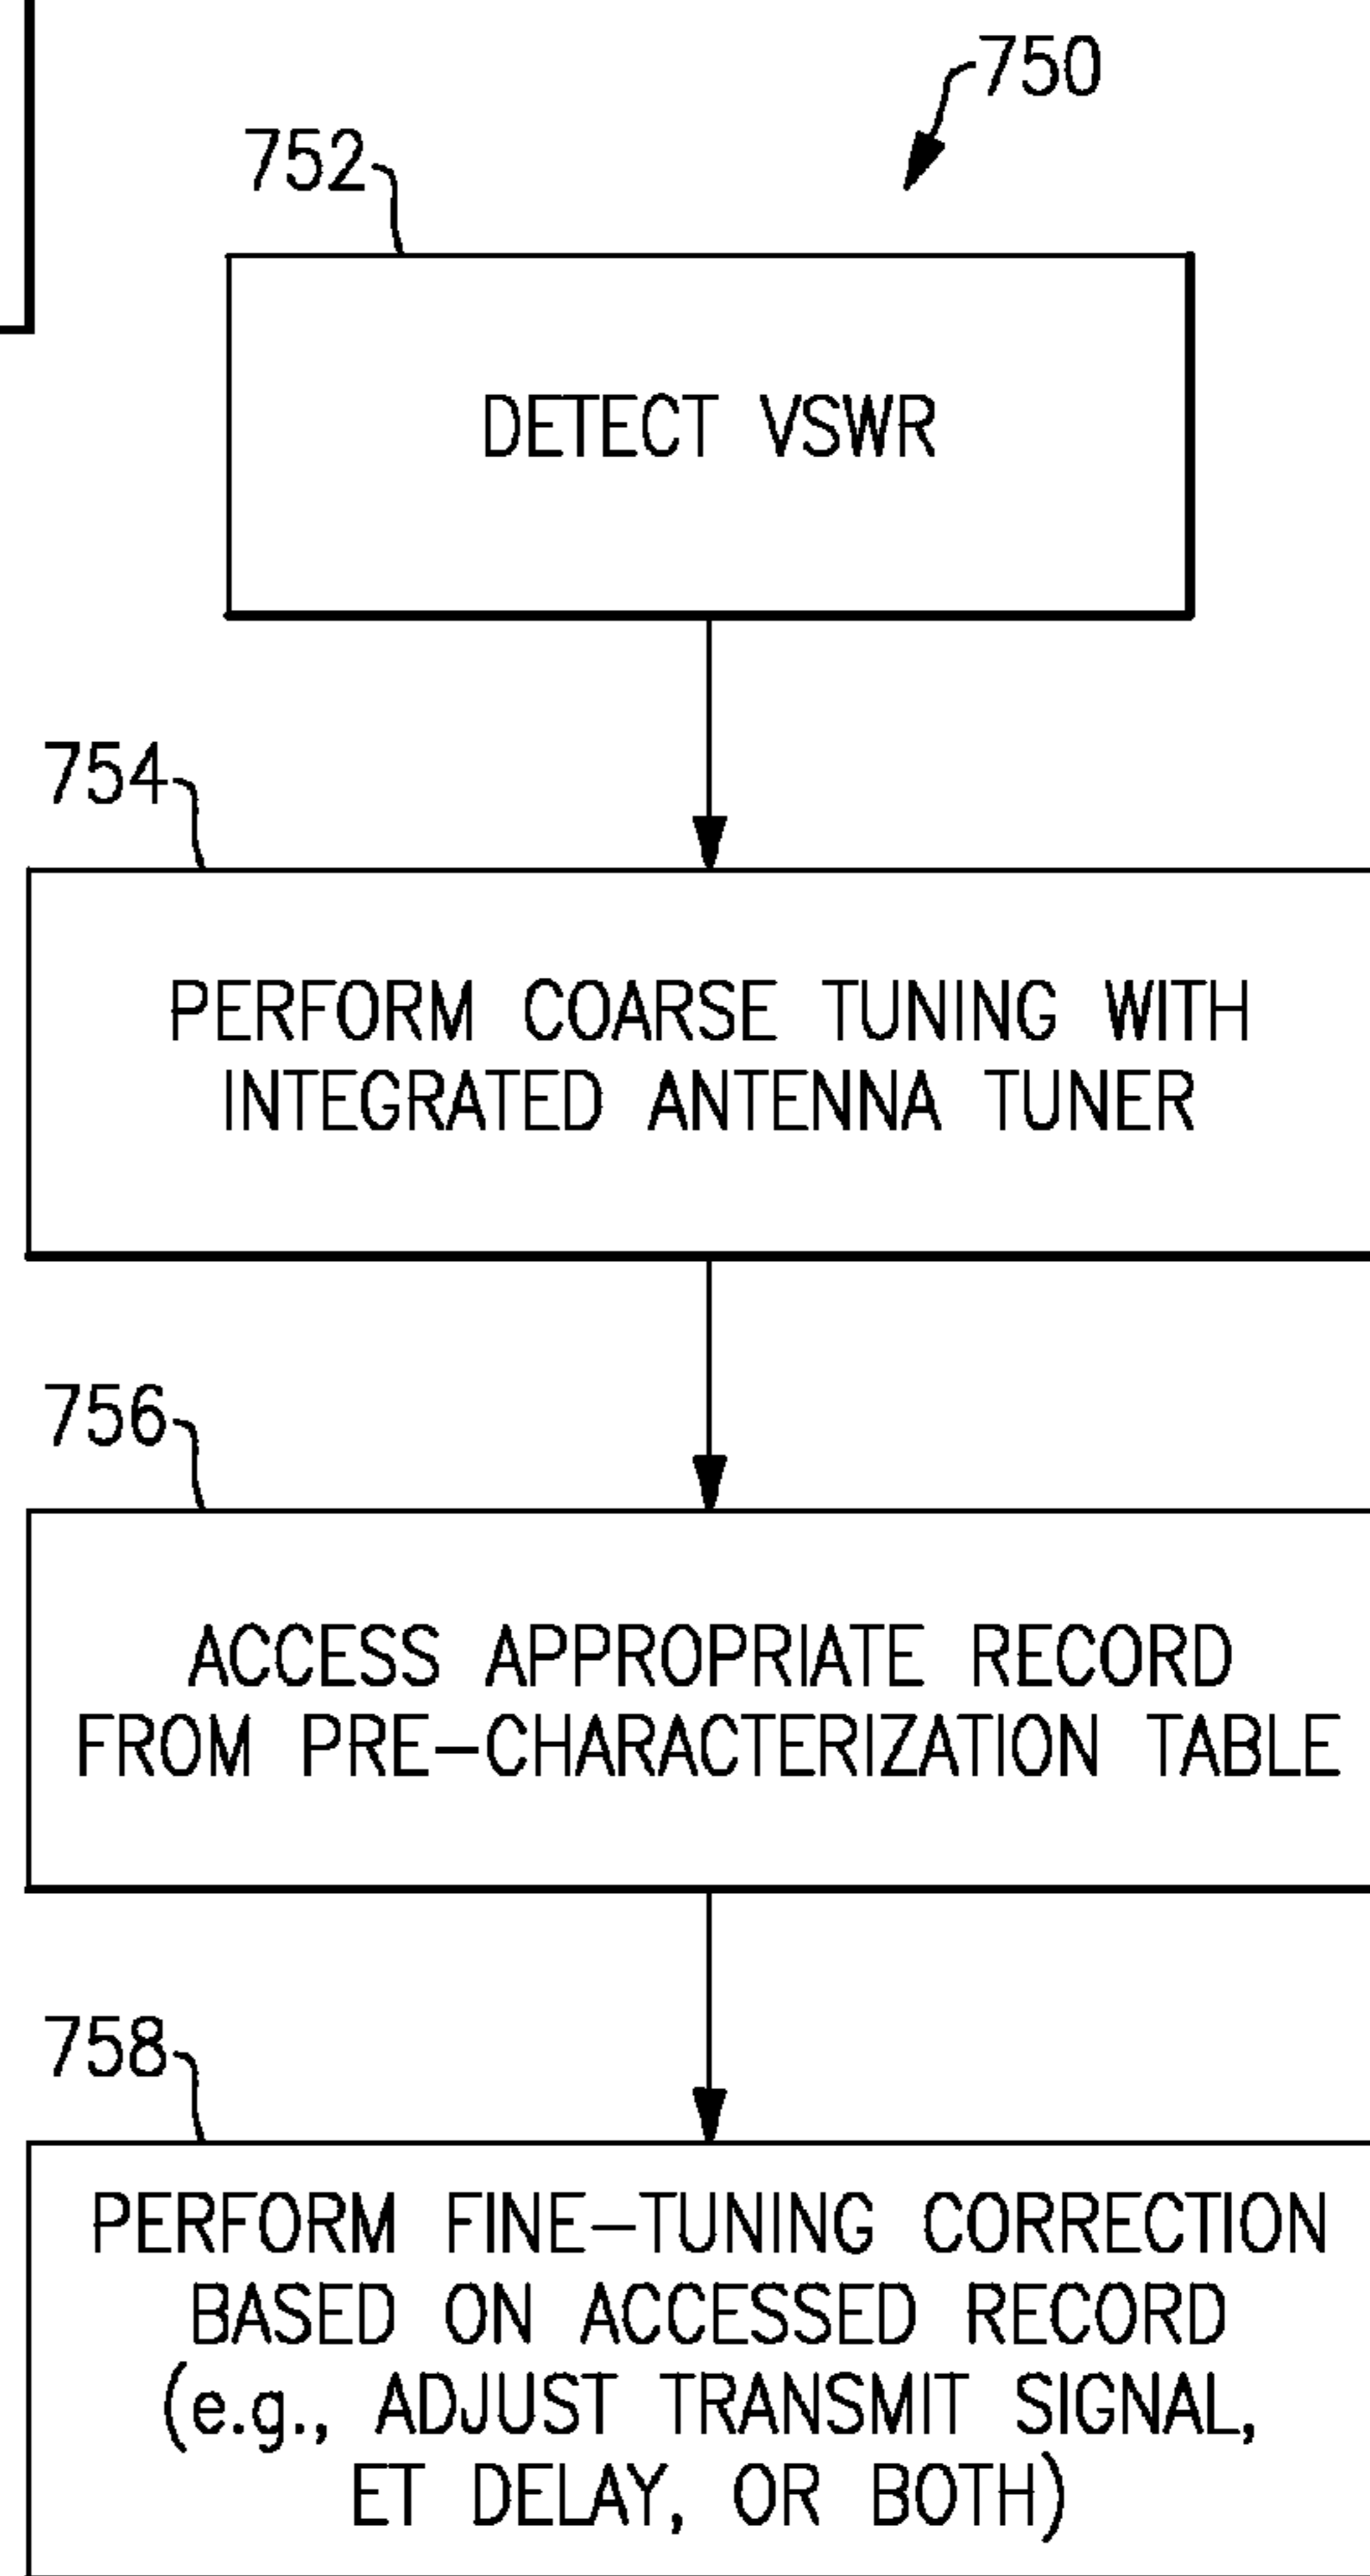 750
752
DETECT VSWR
754
PERFORM COARSE TUNING WITH
INTEGRATED ANTENNA TUNER
756
ACCESS APPROPRIATE RECORD
FROM PRE-CHARACTERIZATION TABLE
758
PERFORM FINE-TUNING CORRECTION
BASED ON ACCESSED RECORD
(e.g., ADJUST TRANSMIT SIGNAL,
ET DELAY, OR BOTH)